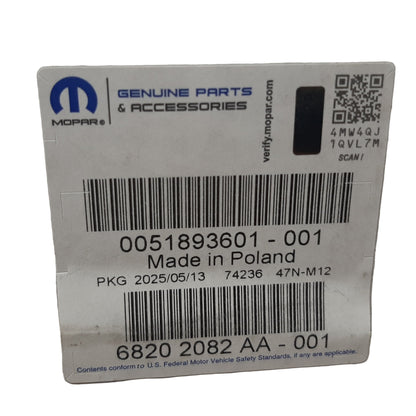 GENUINE PARTS
& ACCESSORIES
MOPAR®
verify.mopar.com
4MW4QJ
1QVL7M
SCAN!
0051893601 - 001
Made in Poland
PKG 2025/05/13 74236 47N-M12
6820 2082 AA - 001
Contents conform to U.S. Federal Motor Vehicle Safety Standards, if any are applicable.